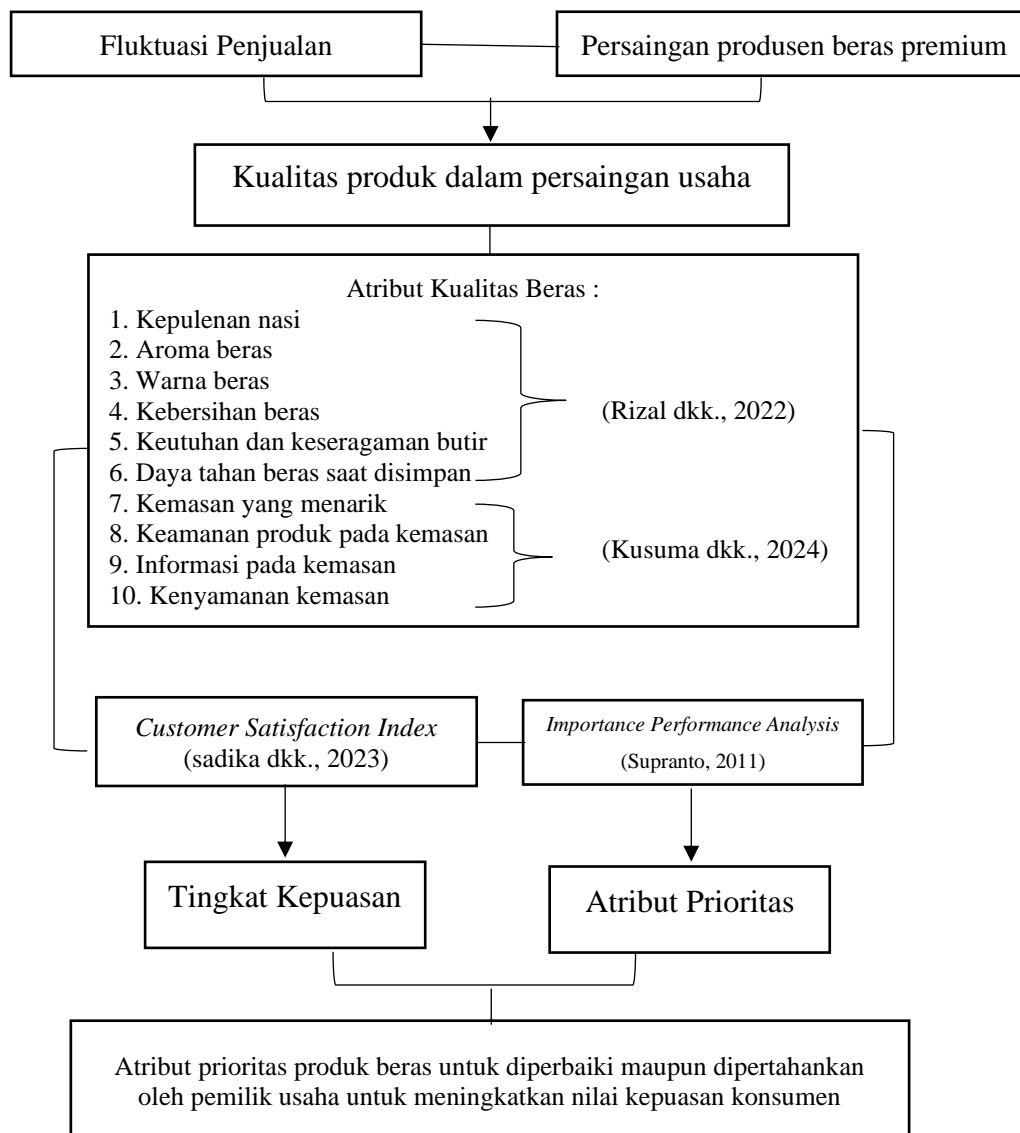 Fluktuasi Penjualan
Persaingan produsen beras premium
Kualitas produk dalam persaingan usaha
Atribut Kualitas Beras :
1. Kepulenan nasi
2. Aroma beras
3. Warna beras
4. Kebersihan beras
5. Keutuhan dan keseragaman butir
6. Daya tahan beras saat disimpan
(Rizal dkk., 2022)
7. Kemasan yang menarik
8. Keamanan produk pada kemasan
9. Informasi pada kemasan
10. Kenyamanan kemasan
(Kusuma dkk., 2024)
Customer Satisfaction Index
(sadika dkk., 2023)
Importance Performance Analysis
(Supranto, 2011)
Tingkat Kepuasan
Atribut Prioritas
Atribut prioritas produk beras untuk diperbaiki maupun dipertahankan
oleh pemilik usaha untuk meningkatkan nilai kepuasan konsumen